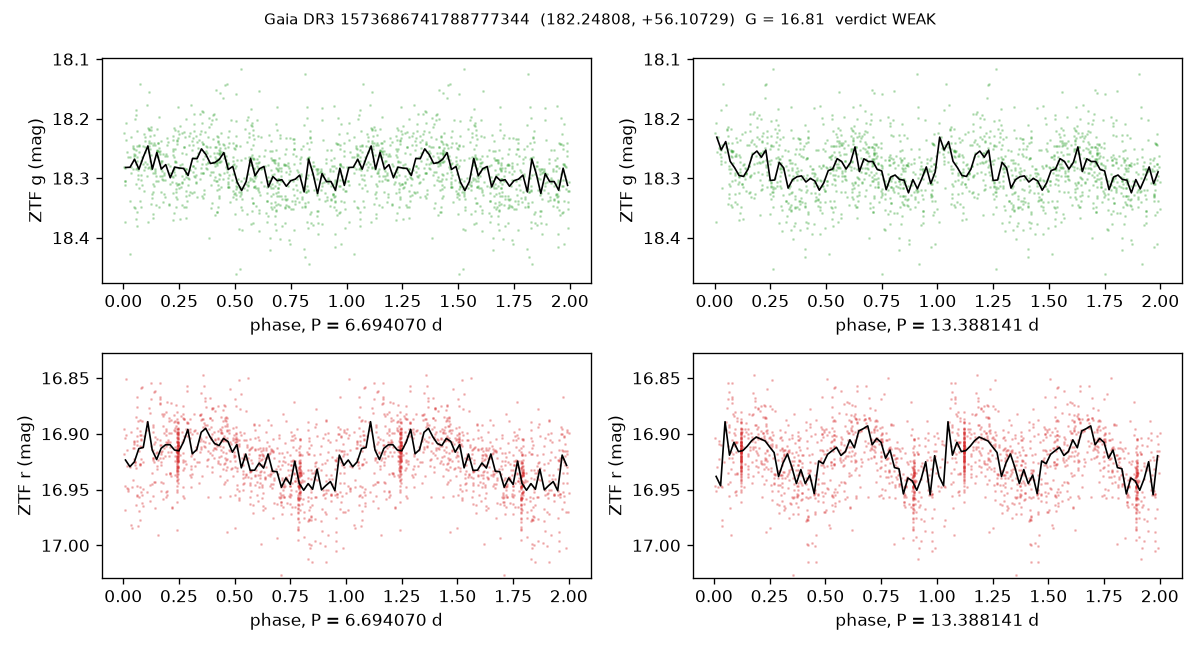 Gaia DR3 1573686741788777344 (182.24808, +56.10729) G = 16.81 verdict WEAK
18.1
18.2
18.3
18.4
ZTF g (mag)
0.00 0.25 0.50 0.75 1.00 1.25 1.50 1.75 2.00
phase, P = 6.694070 d
18.1
18.2
18.3
18.4
ZTF g (mag)
0.00 0.25 0.50 0.75 1.00 1.25 1.50 1.75 2.00
phase, P = 13.388141 d
16.85
16.90
16.95
17.00
ZTF r (mag)
0.00 0.25 0.50 0.75 1.00 1.25 1.50 1.75 2.00
phase, P = 6.694070 d
16.85
16.90
16.95
17.00
ZTF r (mag)
0.00 0.25 0.50 0.75 1.00 1.25 1.50 1.75 2.00
phase, P = 13.388141 d